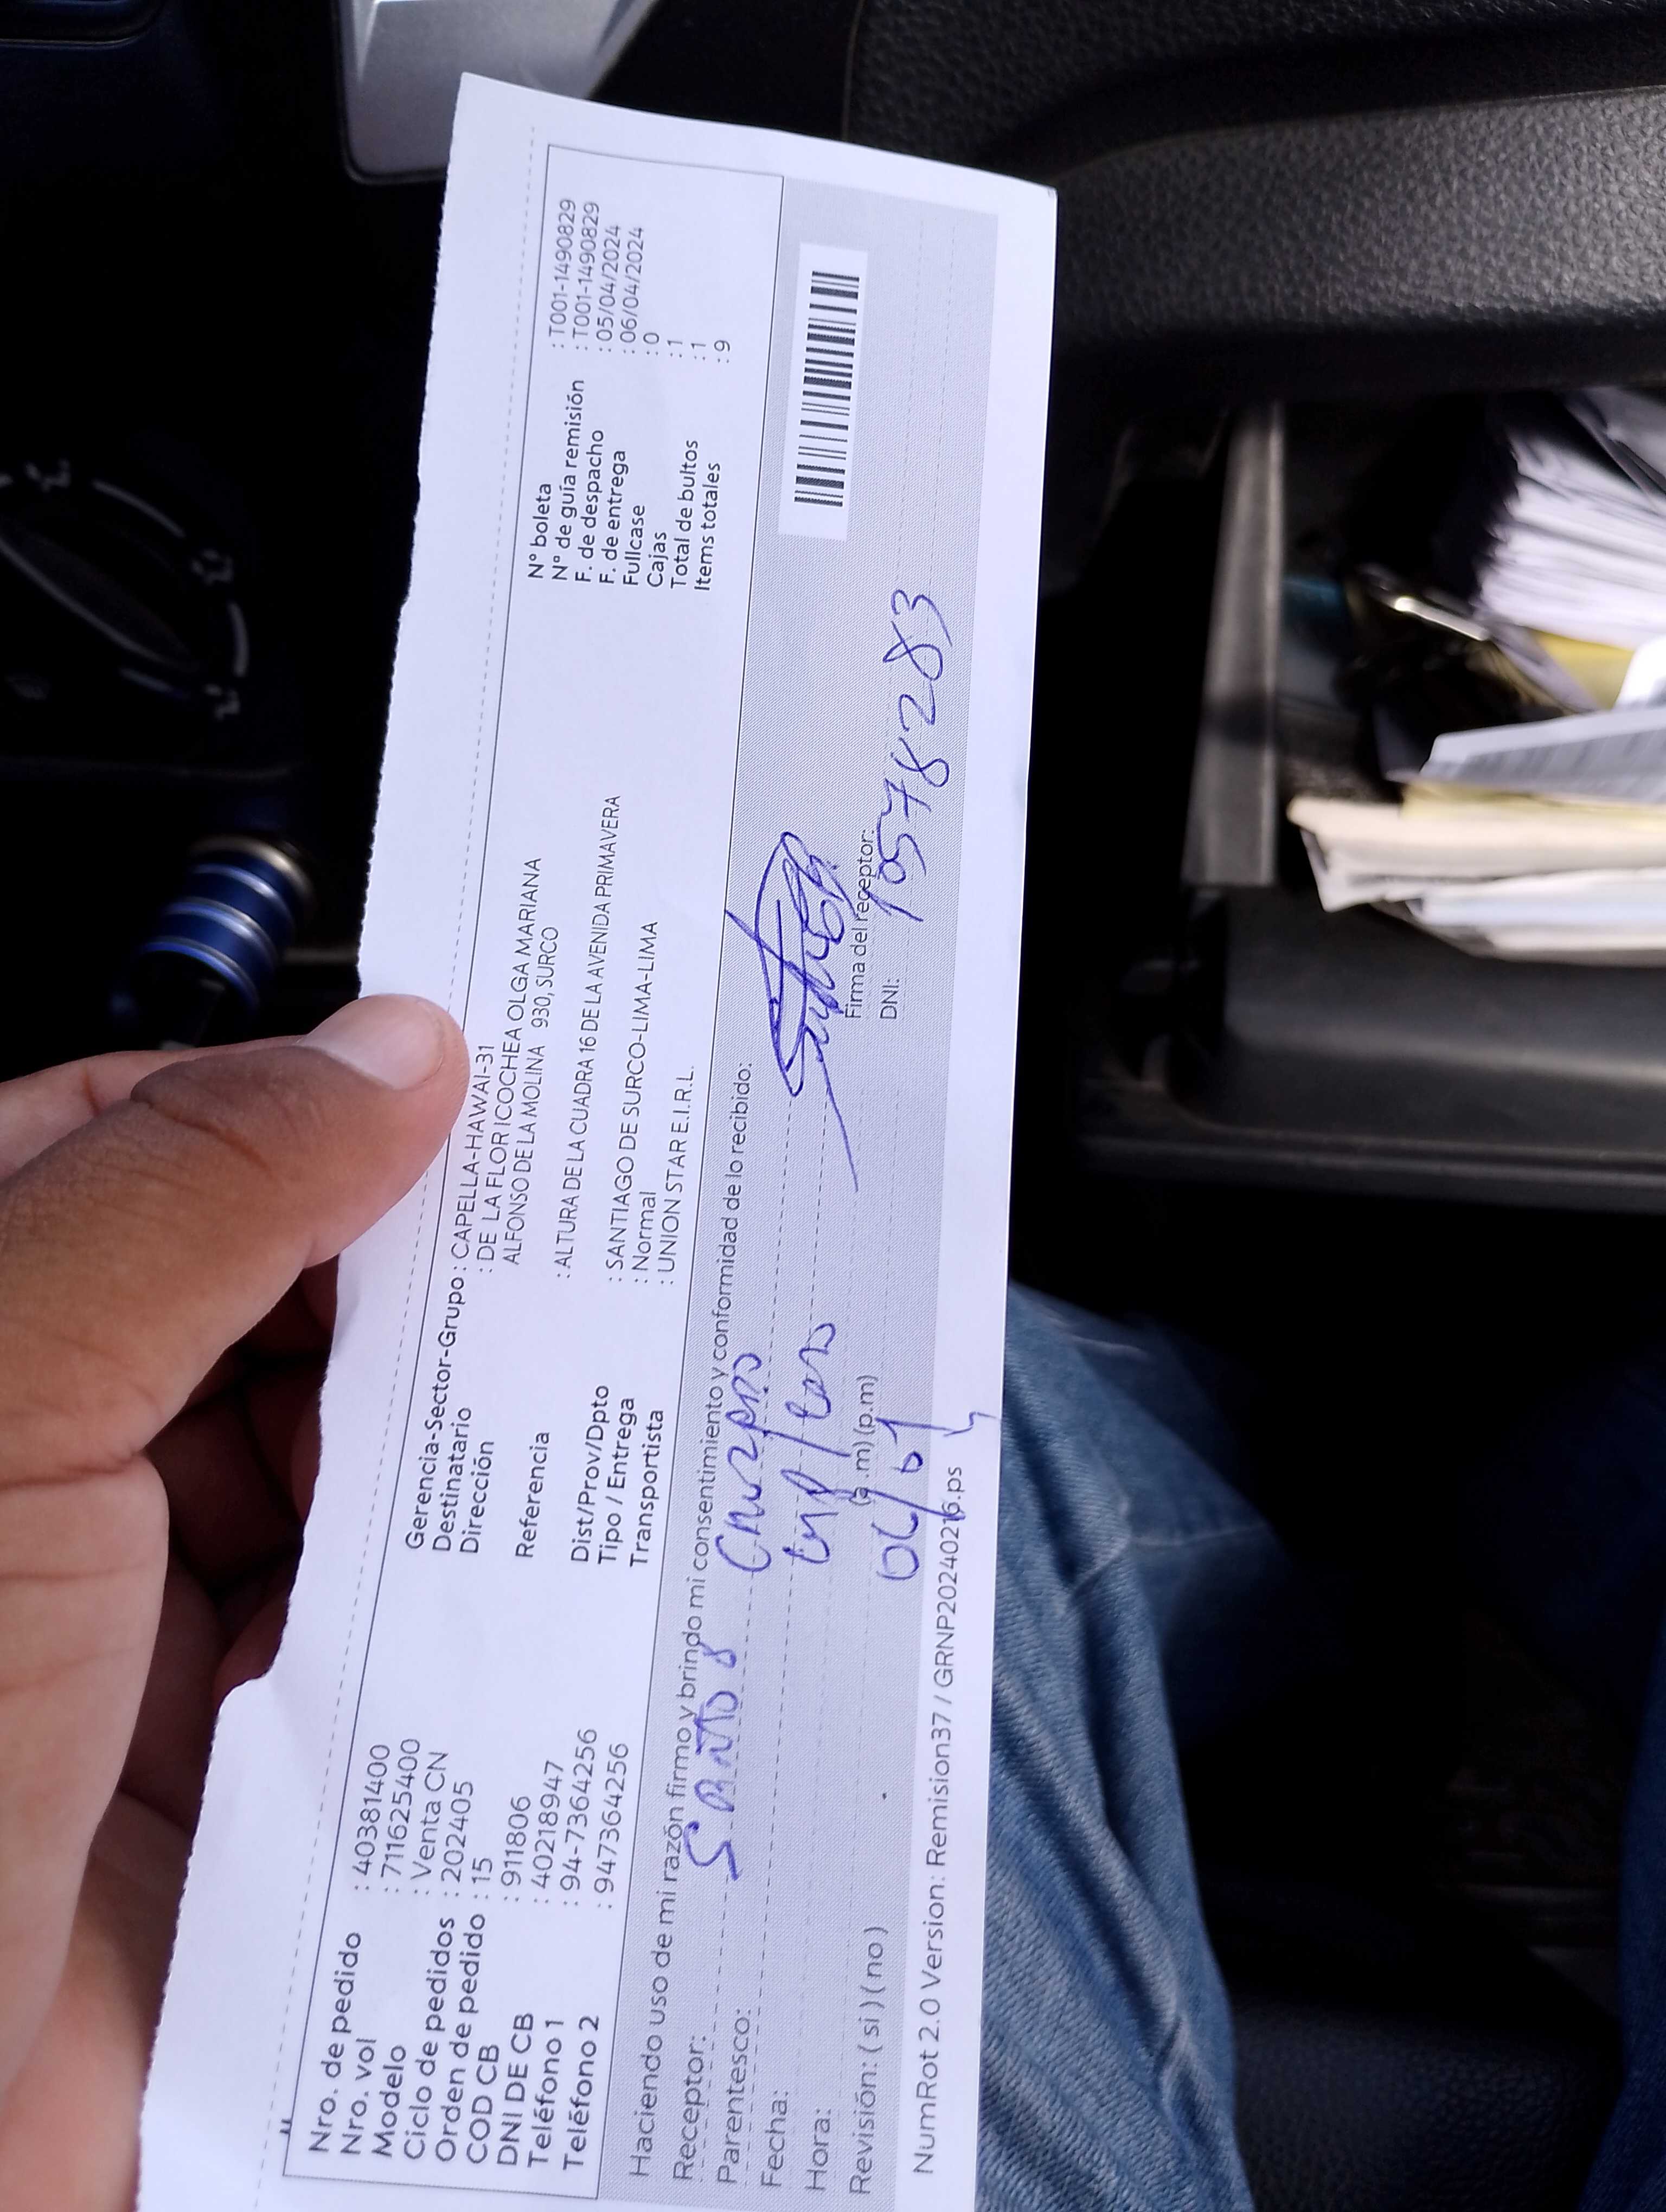 Nro. de pedido : 40381400
Nro. vol : 711625400
Modelo : Venta CN
Ciclo de pedidos : 202405
Orden de pedido : 15
COD CB : 911806
DNI DE CB : 40218947
Teléfono 1 : 94-7364256
Teléfono 2 : 947364256
Gerencia-Sector-Grupo : CAPELLA-HAWAI-31
Destinatario : DE LA FLOR ICOCHEA OLGA MARIANA
Dirección ALFONSO DE LA MOLINA 930, SURCO
Referencia : ALTURA DE LA CUADRA 16 DE LA AVENIDA PRIMAVERA
Dist/Prov/Dpto : SANTIAGO DE SURCO-LIMA-LIMA
Tipo / Entrega : Normal
Transportista : UNION STAR E.I.R.L.
N° boleta : T001-1490829
N° de guía remisión : T001-1490829
F. de despacho : 05/04/2024
F. de entrega : 06/04/2024
Fullcase : 0
Cajas : 1
Total de bultos : 1
Items totales : 9
Haciendo uso de mi razón firmo y brindo mi consentimiento y conformidad de lo recibido:
Receptor: Santos
Parentesco:
Fecha:
Hora: (a.m) (p.m)
Revisión: ( si ) ( no )
Firma del receptor:
DNI: 10578283
NumRot 2.0 Version: Remision37 / GRNP20240216.ps